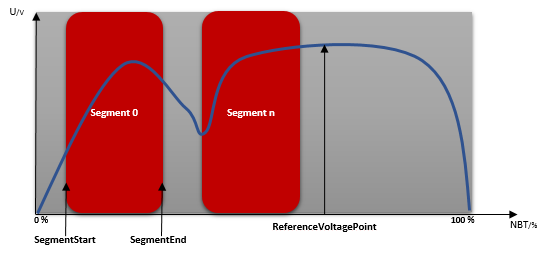 U/V
Segment 0
Segment n
0 %
100 %
ReferenceVoltagePoint
NBT/%
SegmentStart
SegmentEnd